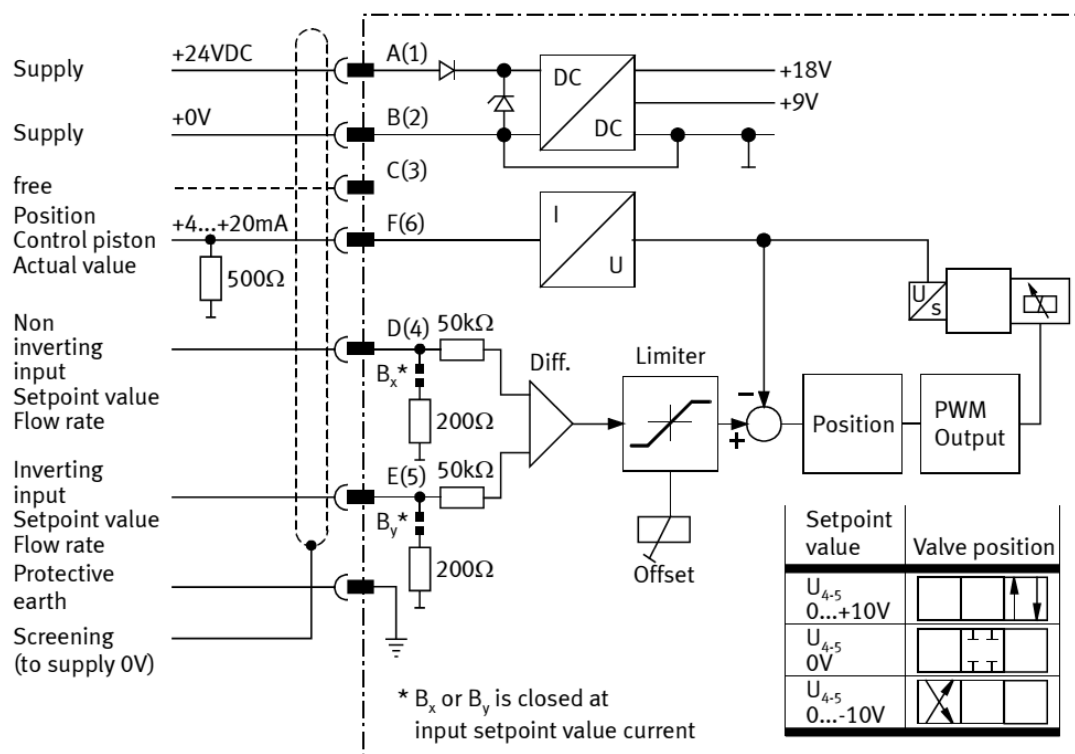 Supply
+24VDC
A(1)
DC
DC
+18V
+9V
Supply
+0V
B(2)
free
C(3)
Position
Control piston
Actual value
+4...+20mA
F(6)
500Ω
I
U
U
s
Non
inverting
input
Setpoint value
Flow rate
D(4)
50kΩ
Bx*
200Ω
Diff.
Limiter
−
+
Position
PWM
Output
Inverting
input
Setpoint value
Flow rate
E(5)
50kΩ
By*
200Ω
Offset
Protective
earth
Screening
(to supply 0V)
* Bx or By is closed at
input setpoint value current
Setpoint
value
Valve position
U4-5
0...+10V
U4-5
0V
U4-5
0...-10V